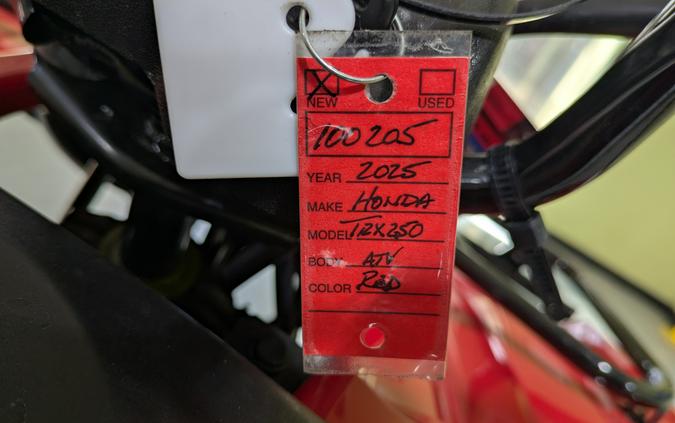 X
NEW USED
100205
YEAR 2025
MAKE HONDA
MODEL TRX250
BODY ATV
COLOR RED